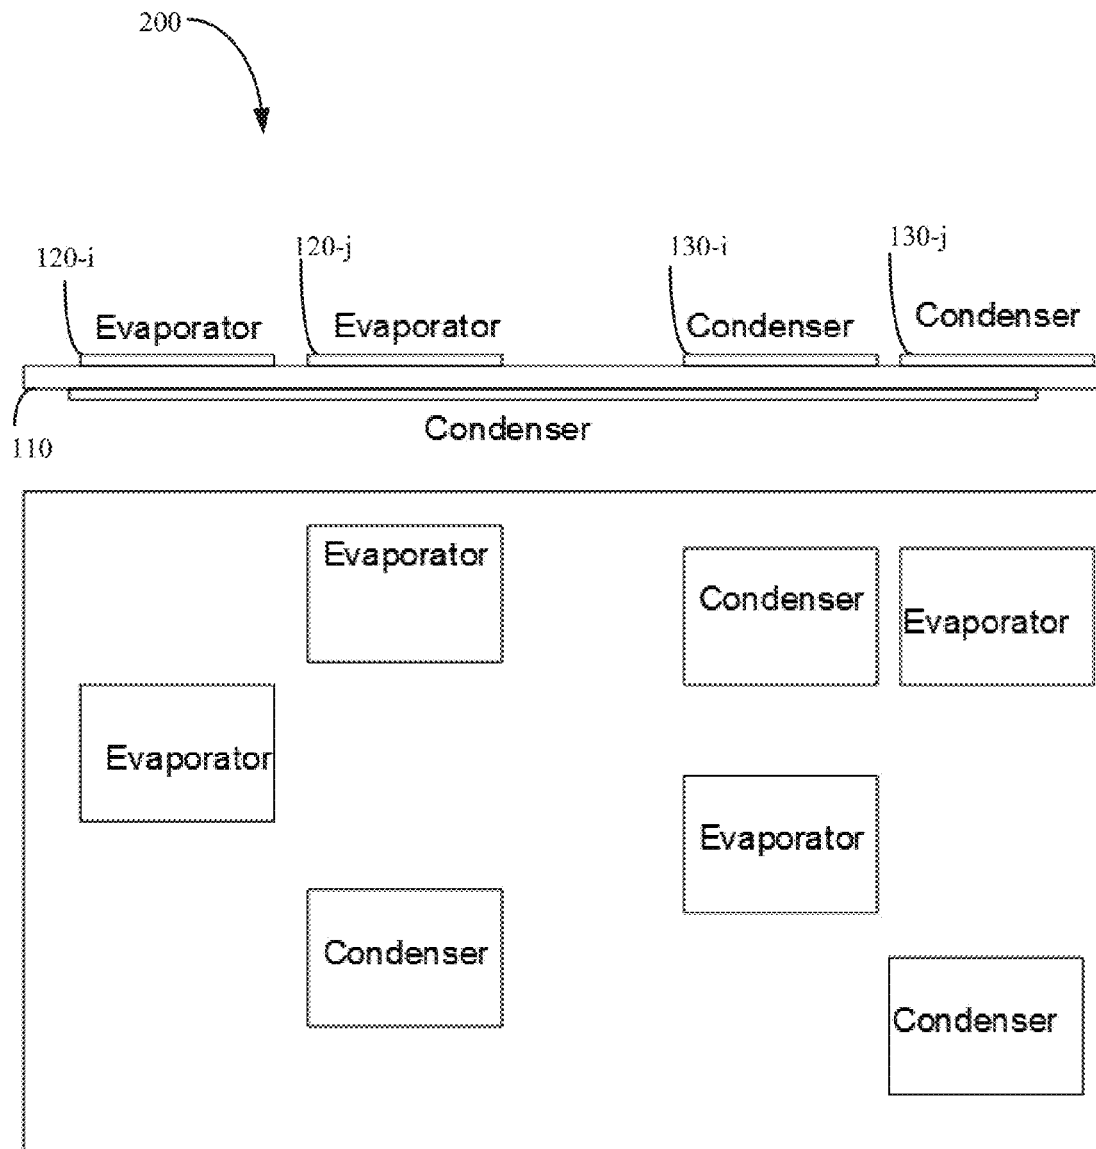 200
120-i
120-j
130-i
130-j
Evaporator
Evaporator
Condenser
Condenser
110
Condenser
Evaporator
Condenser
Evaporator
Evaporator
Evaporator
Condenser
Condenser